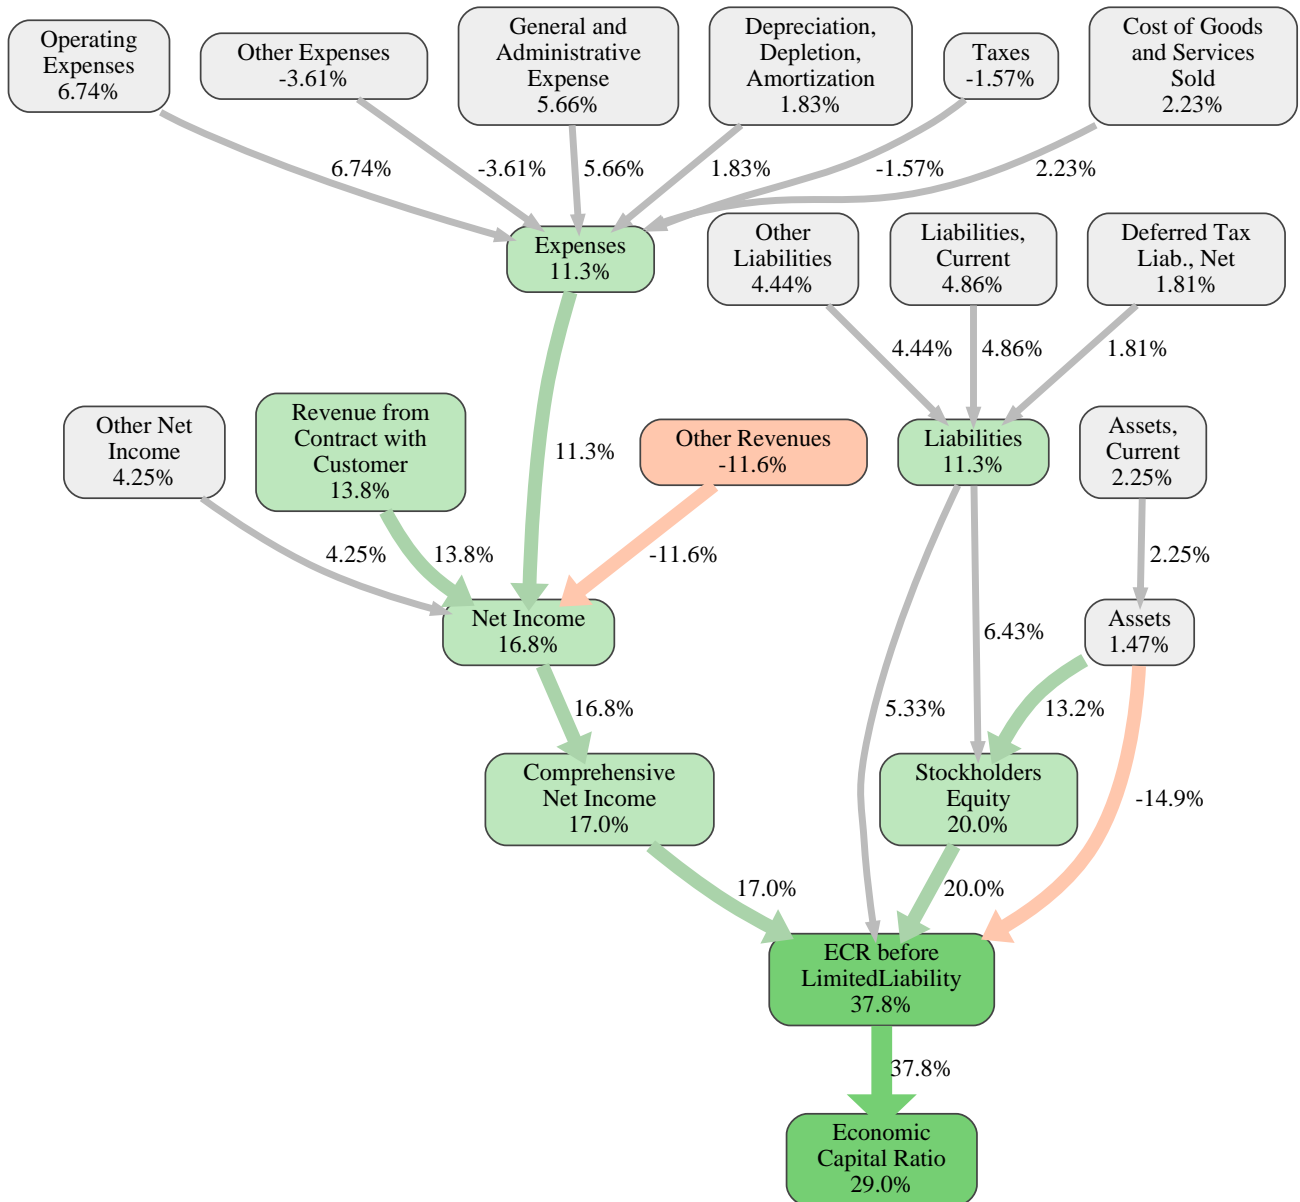 Operating
Expenses
6.74%
Other Expenses
-3.61%
General and
Administrative
Expense
5.66%
Depreciation,
Depletion,
Amortization
1.83%
Taxes
-1.57%
Cost of Goods
and Services
Sold
2.23%
6.74%
-3.61%
5.66%
1.83%
-1.57%
2.23%
Expenses
11.3%
Other
Liabilities
4.44%
Liabilities,
Current
4.86%
Deferred Tax
Liab., Net
1.81%
4.44%
4.86%
1.81%
Other Net
Income
4.25%
Revenue from
Contract with
Customer
13.8%
11.3%
Other Revenues
-11.6%
Liabilities
11.3%
Assets,
Current
2.25%
4.25%
13.8%
-11.6%
2.25%
Net Income
16.8%
6.43%
Assets
1.47%
16.8%
5.33%
13.2%
Comprehensive
Net Income
17.0%
Stockholders
Equity
20.0%
-14.9%
17.0%
20.0%
ECR before
LimitedLiability
37.8%
37.8%
Economic
Capital Ratio
29.0%